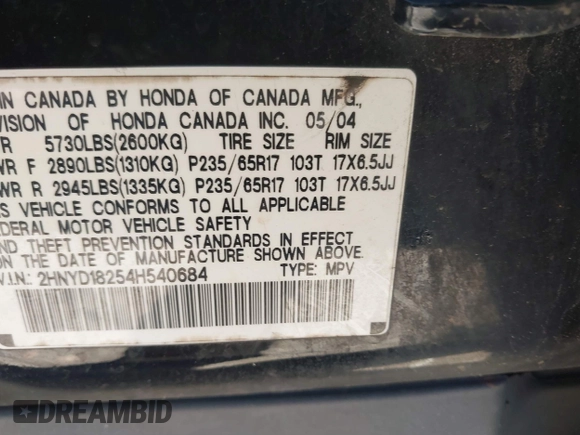 IN CANADA BY HONDA OF CANADA MFG.,
VISION OF HONDA CANADA INC. 05/04
R 5730LBS(2600KG) TIRE SIZE RIM SIZE
WR F 2890LBS(1310KG) P235/65R17 103T 17X6.5JJ
WR R 2945LBS(1335KG) P235/65R17 103T 17X6.5JJ
S VEHICLE CONFORMS TO ALL APPLICABLE
DERAL MOTOR VEHICLE SAFETY
ND THEFT PREVENTION STANDARDS IN EFFECT
N THE DATE OF MANUFACTURE SHOWN ABOVE.
V.I.N.: 2HNYD18254H540684 TYPE: MPV
DREAMBID